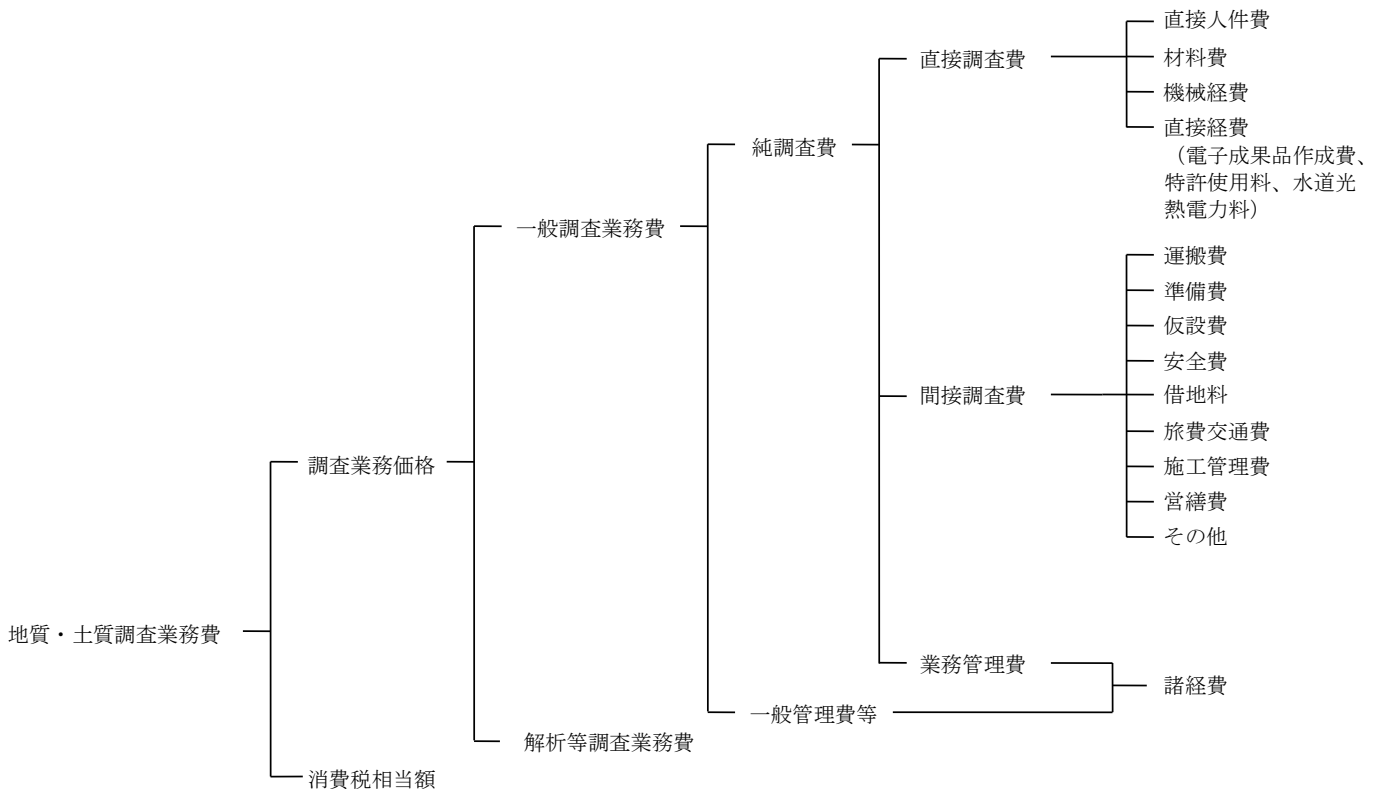 直接人件費
直接調査費
材料費
機械経費
直接経費
（電子成果品作成費、
特許使用料、水道光
熱電力料）
純調査費
一般調査業務費
運搬費
準備費
仮設費
安全費
間接調査費
借地料
旅費交通費
施工管理費
営繕費
その他
調査業務価格
地質・土質調査業務費
業務管理費
諸経費
一般管理費等
解析等調査業務費
消費税相当額